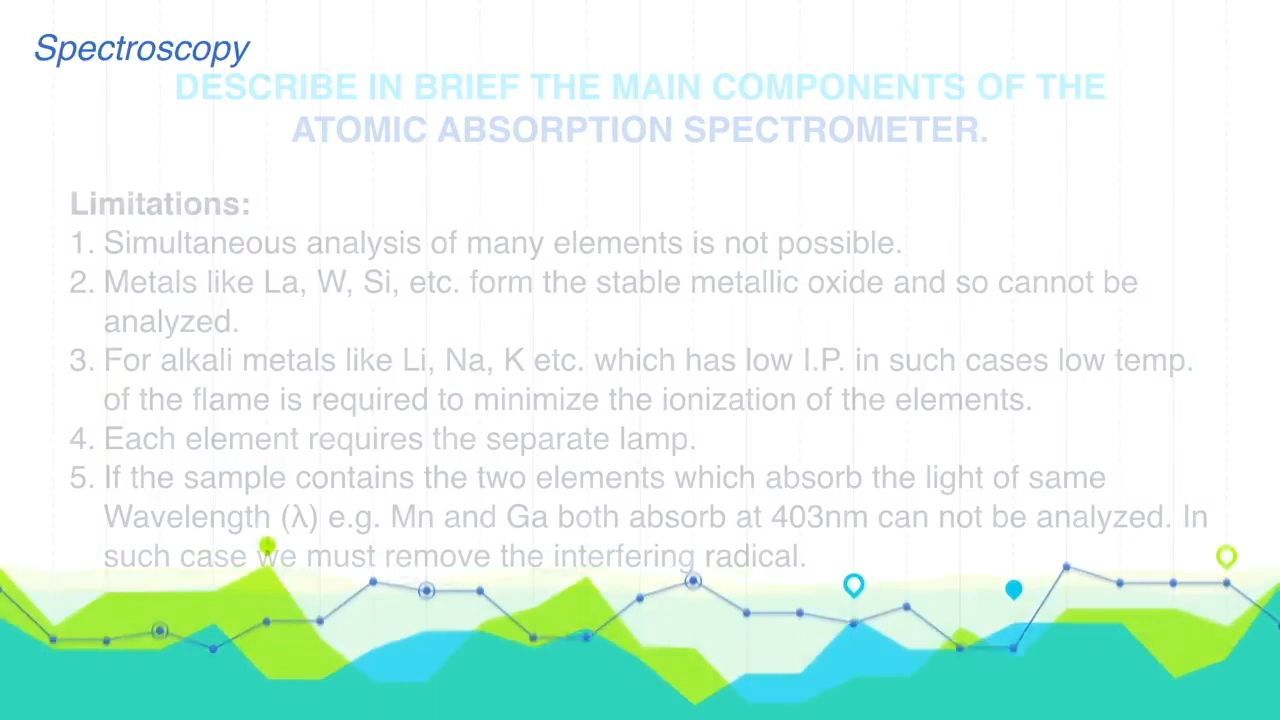 Spectroscopy
DESCRIBE IN BRIEF THE MAIN COMPONENTS OF THE
ATOMIC ABSORPTION SPECTROMETER.
Limitations:
1. Simultaneous analysis of many elements is not possible.
2. Metals like La, W, Si, etc. form the stable metallic oxide and so cannot be
analyzed.
3. For alkali metals like Li, Na, K etc. which has low I.P. in such cases low temp.
of the flame is required to minimize the ionization of the elements.
4. Each element requires the separate lamp.
5. If the sample contains the two elements which absorb the light of same
Wavelength (λ) e.g. Mn and Ga both absorb at 403nm can not be analyzed. In
such case we must remove the interfering radical.